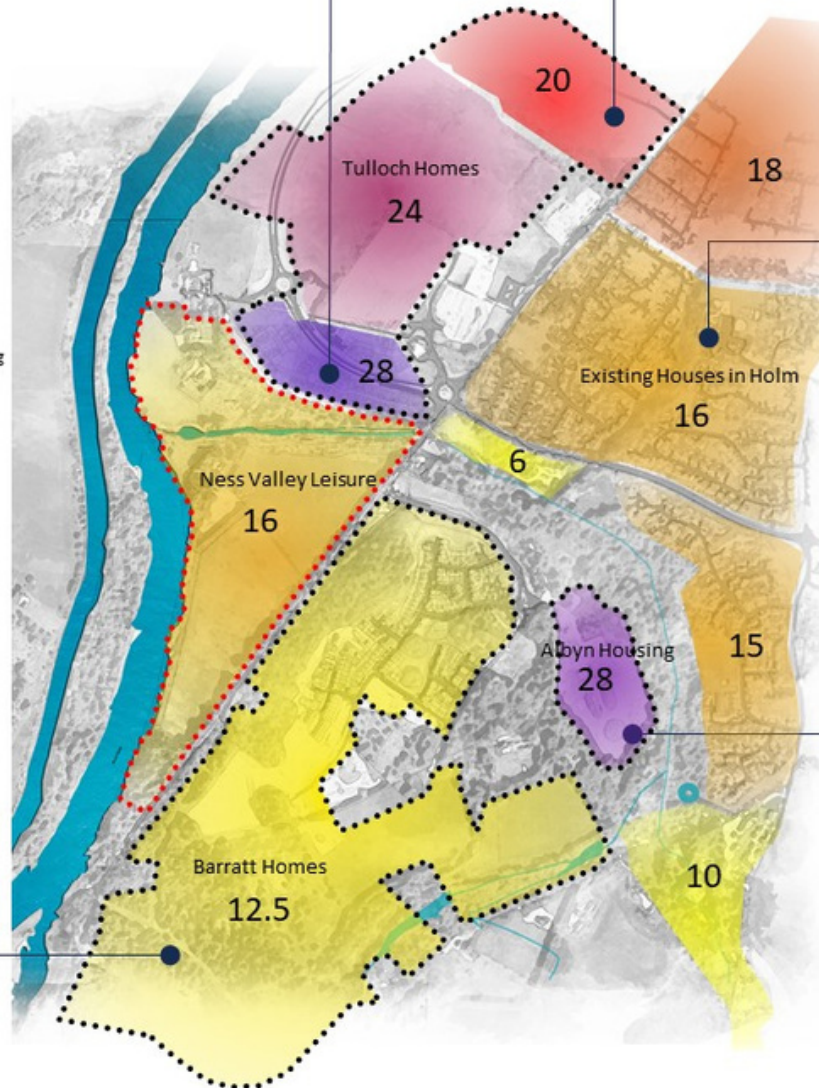 20
18
Tulloch Homes
24
28
Existing Houses in Holm
16
6
Ness Valley Leisure
16
Albyn Housing
28
15
Barratt Homes
12.5
10